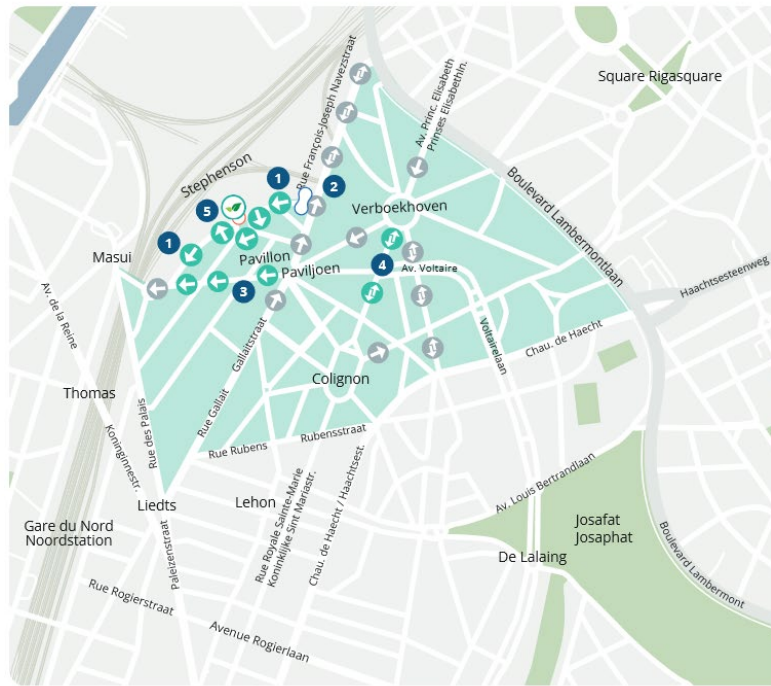 Square Rigasquare
Av. Princ. Elisabeth
Prinses Elisabethln.
Rue François-Joseph Navezstraat
Boulevard Lambermontlaan
Stephenson
1
2
5
Verboekhoven
1
Masui
Pavillon
Paviljoen
4
Av. Voltaire
3
Haachtsesteenweg
Av. de la Reine
Voltairelaan
Chau. de Haecht
Gallaitstraat
Rue Gallait
Colignon
Thomas
Koninginnestr.
Rue des Palais
Rue Rubens
Rubensstraat
Liedts
Lehon
Av. Louis Bertrandlaan
Gare du Nord
Noordstation
Paleizenstraat
Rue Royale Sainte-Marie
Koninklijke Sint Mariastr.
Chau. de Haecht / Haachtsest.
Josafat
Josaphat
De Lalaing
Boulevard Lambermont
Rue Rogierstraat
Avenue Rogierlaan